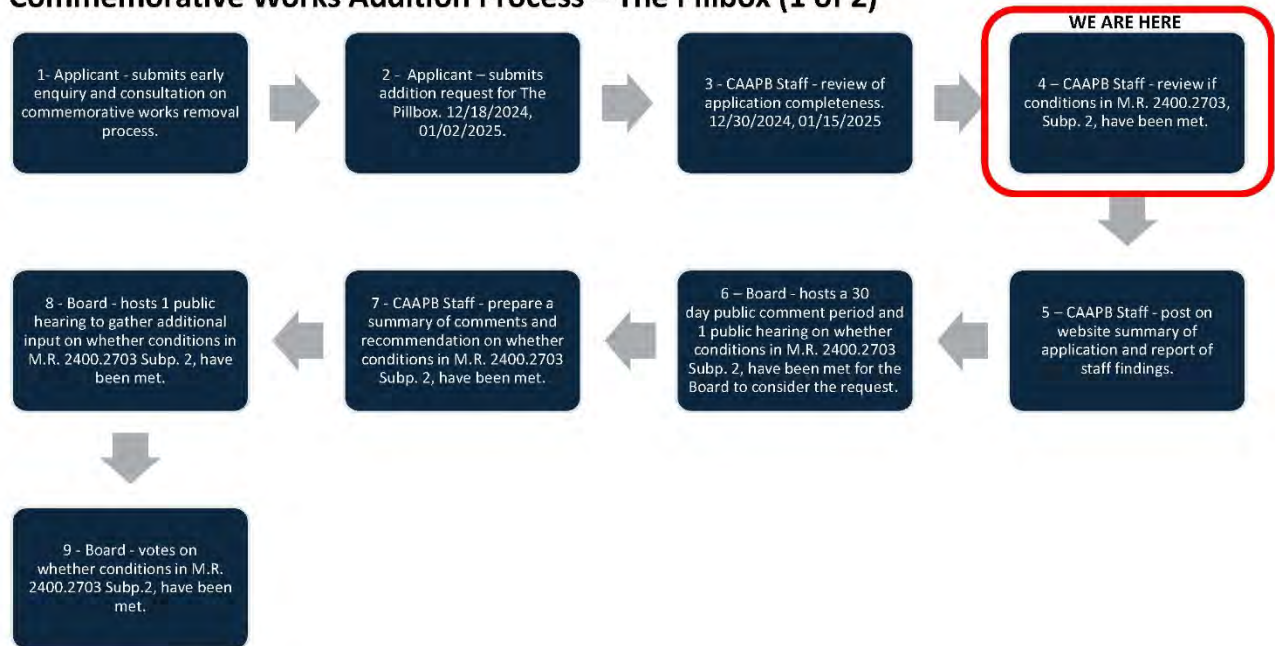 Commemorative Works Addition Process – The Pillbox (1 of 2)
WE ARE HERE
1- Applicant - submits early
enquiry and consultation on
commemorative works removal
process.
2 - Applicant – submits
addition request for The
Pillbox. 12/18/2024,
01/02/2025.
3 - CAAPB Staff - review of
application completeness.
12/30/2024, 01/15/2025
4 – CAAPB Staff - review if
conditions in M.R. 2400.2703,
Subp. 2, have been met.
5 – CAAPB Staff - post on
website summary of
application and report of
staff findings.
6 – Board - hosts a 30
day public comment period and
1 public hearing on whether
conditions in M.R. 2400.2703
Subp. 2, have been met for the
Board to consider the request.
7 - CAAPB Staff - prepare a
summary of comments and
recommendation on whether
conditions in M.R. 2400.2703
Subp. 2, have been met.
8 - Board - hosts 1 public
hearing to gather additional
input on whether conditions in
M.R. 2400.2703 Subp. 2, have
been met.
9 - Board - votes on
whether conditions in M.R.
2400.2703 Subp.2, have been
met.